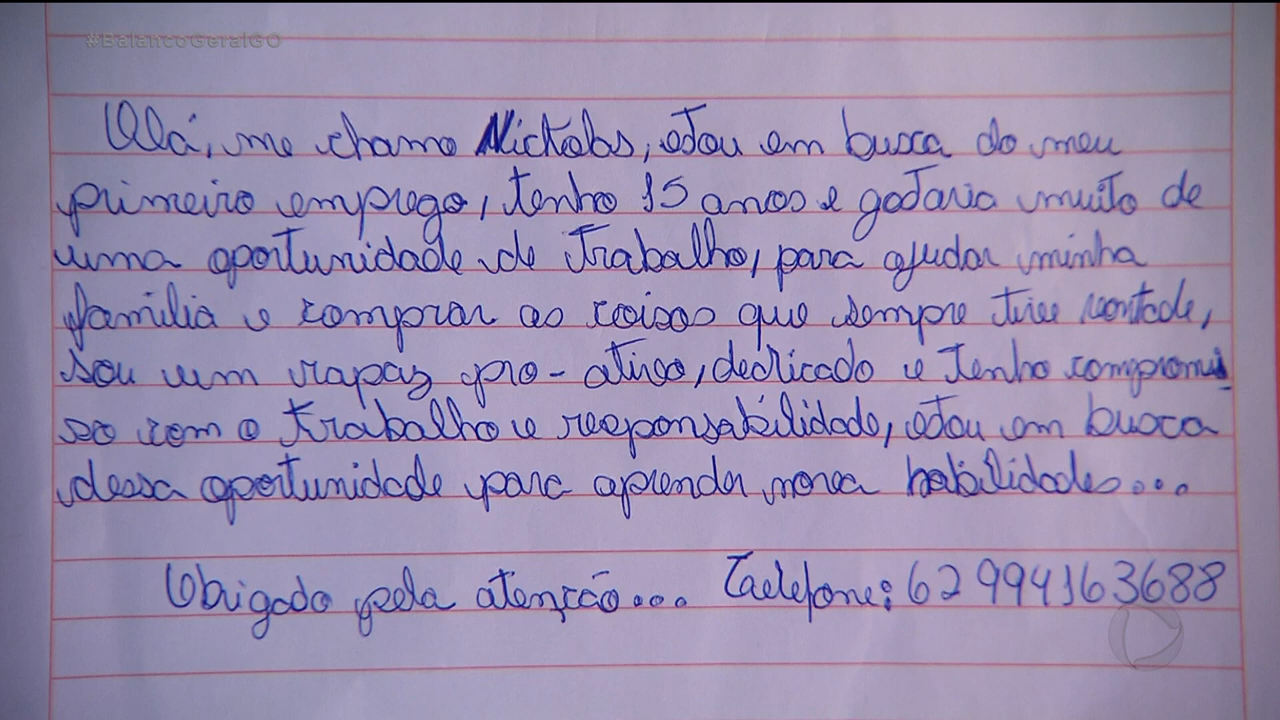 #BalancoGeralGO
Olá, me chamo Nickolas, estou em busca do meu
primeiro emprego, tenho 15 anos e gostaria muito de
uma oportunidade de trabalho, para ajudar minha
família e comprar as coisas que sempre tive vontade,
sou um rapaz pro-ativo, dedicado e tenho compromi
sso com o trabalho e responsabilidade, estou em busca
dessa oportunidade para aprender novas habilidades...
Obrigado pela atenção... Telefone: 62 994163688